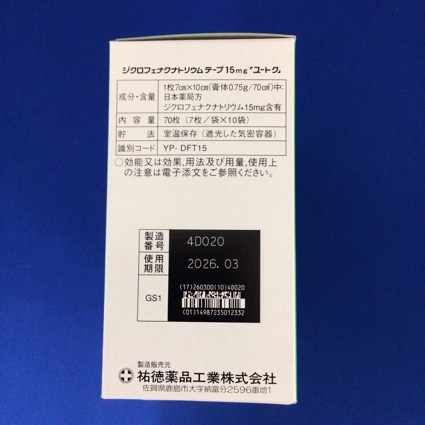 ジクロフェナクナトリウムテープ15mg「ユートク」
成分・含量 1枚7cm×10cm(膏体0.75g/70㎠)中:
日本薬局方
ジクロフェナクナトリウム15mg含有
内容量 70枚(7枚/袋×10袋)
貯法 室温保存(遮光した気密容器)
識別コード YP-DFT15
○効能又は効果,用法及び用量,使用上
の注意は電子添文をご参照ください。
製造番号 4D020
使用期限 2026.03
GS1 (17)260300(10)4D020
(01)14987235012332
製造販売元
祐徳薬品工業株式会社
佐賀県鹿島市大字納富分2596番地1